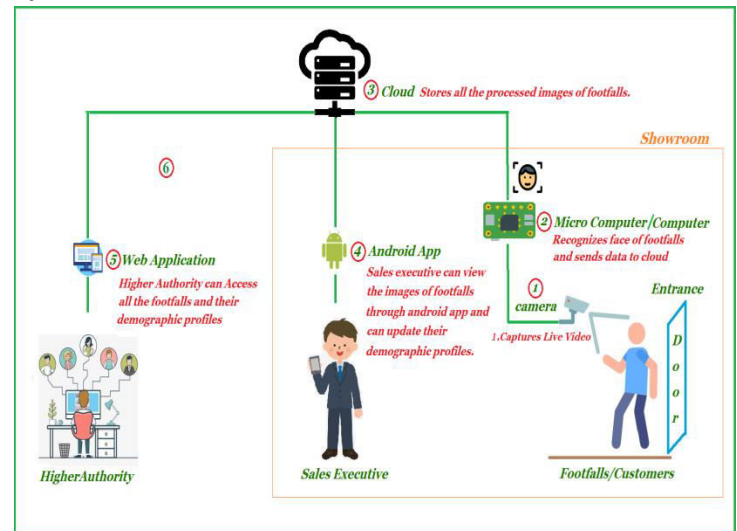 3 Cloud Stores all the processed images of footfalls.
Showroom
6
2 Micro Computer/Computer
Recognizes face of footfalls
and sends data to cloud
5 Web Application
Higher Authority can Access
all the footfalls and their
demographic profiles
4 Android App
Sales executive can view
the images of footfalls
through android app and
can update their
demographic profiles.
1
camera
1.Captures Live Video
Entrance
D
o
o
r
HigherAuthority
Sales Executive
Footfalls/Customers